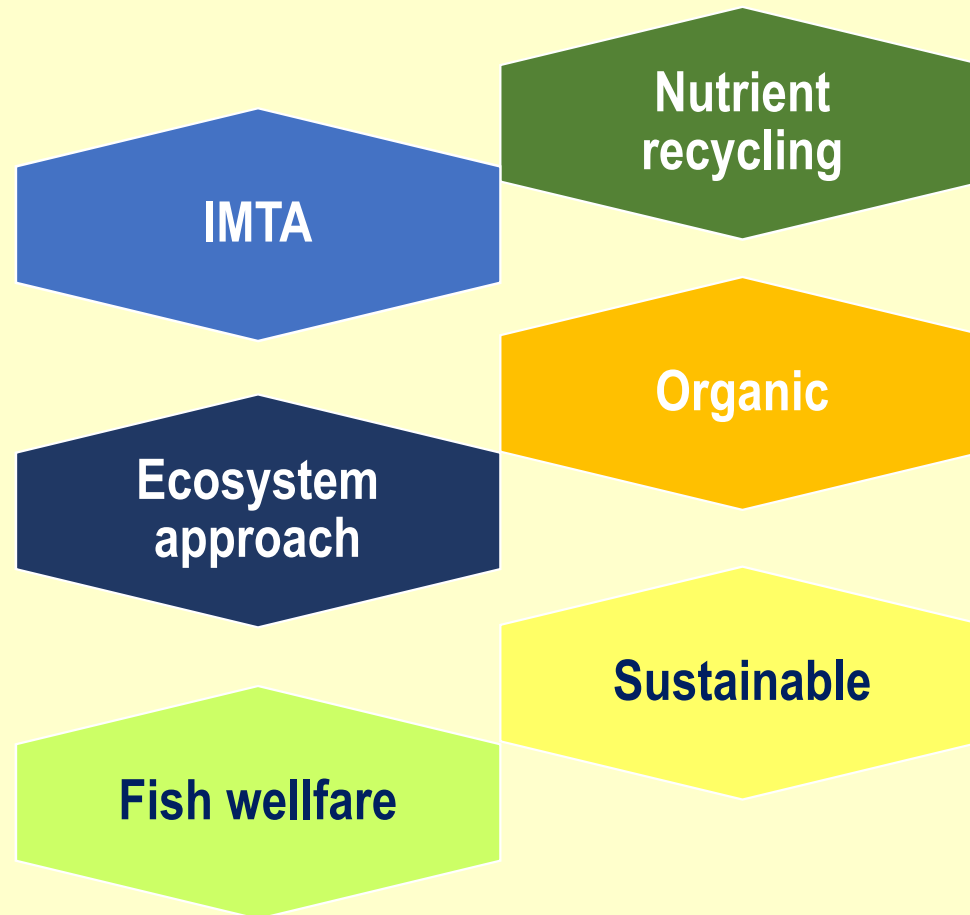 Nutrient
recycling
IMTA
Organic
Ecosystem
approach
Sustainable
Fish wellfare